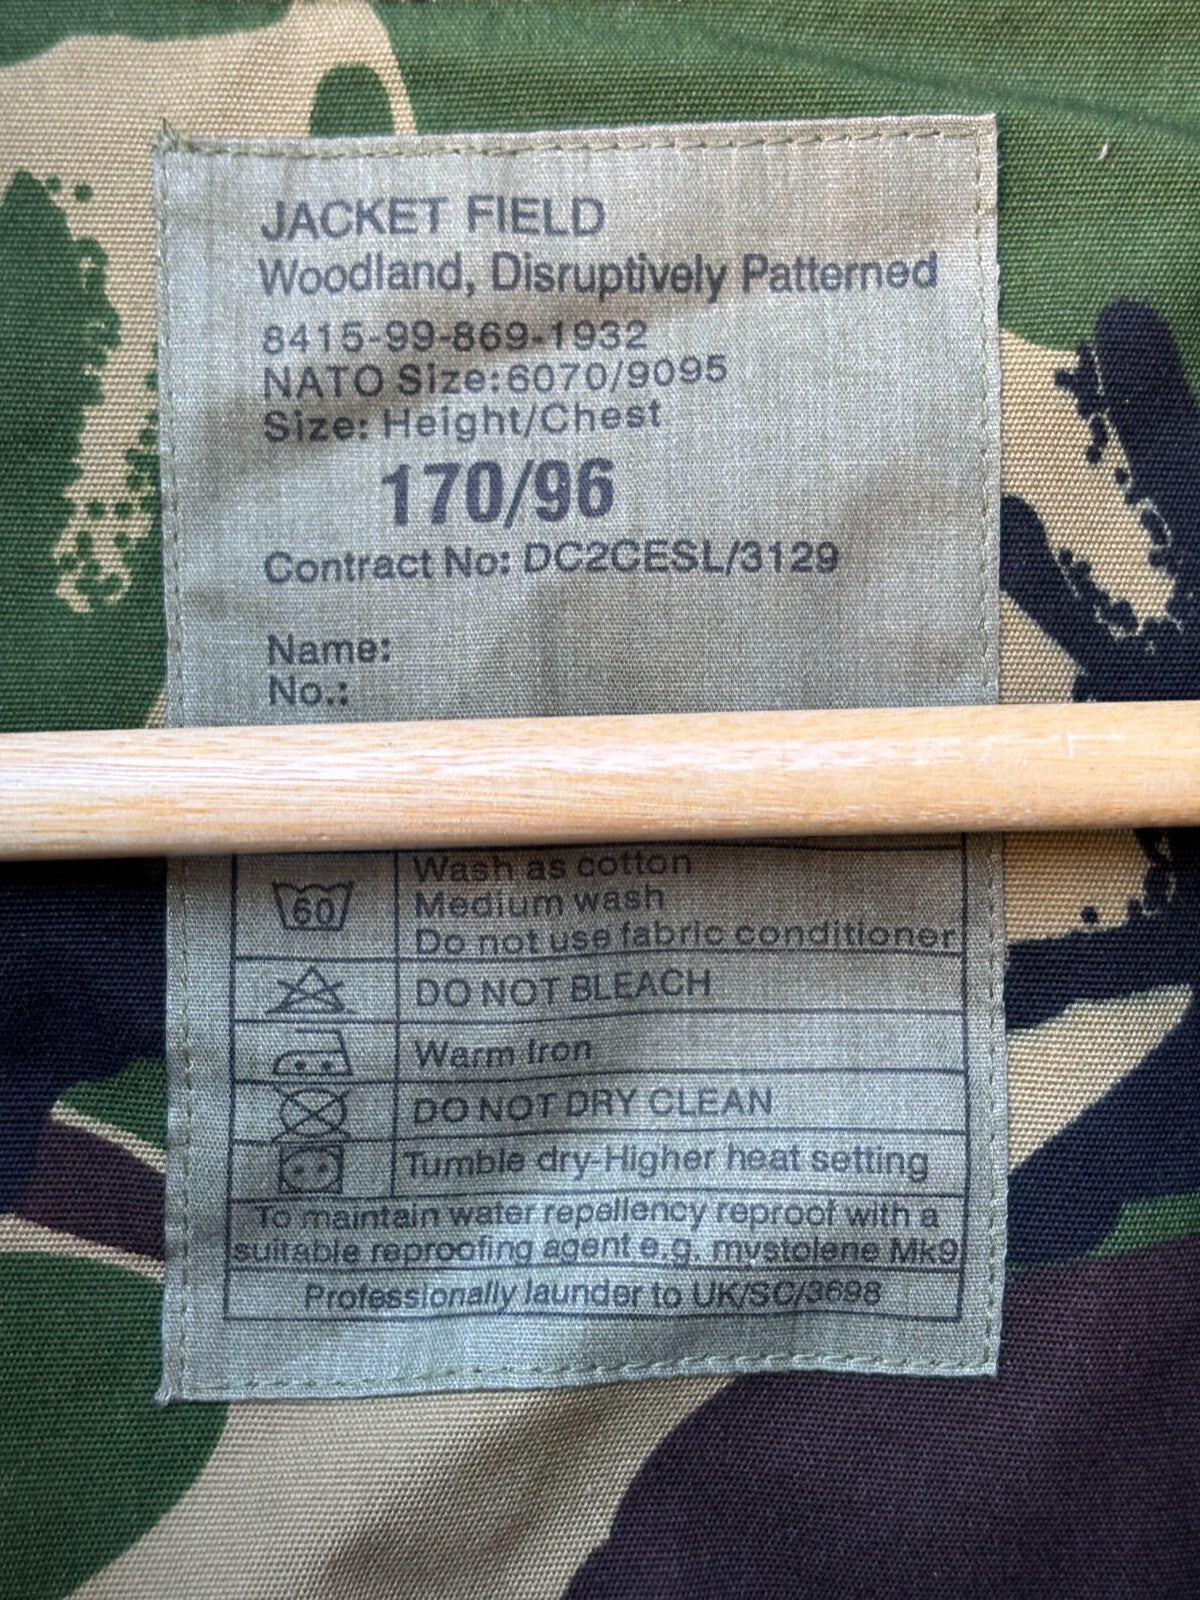 JACKET FIELD
Woodland, Disruptively Patterned
8415-99-869-1932
NATO Size:6070/9095
Size: Height/Chest
170/96
Contract No: DC2CESL/3129
Name:
No.:
60
Wash as cotton
Medium wash
Do not use fabric conditioner
DO NOT BLEACH
Warm Iron
DO NOT DRY CLEAN
Tumble dry-Higher heat setting
To maintain water repellency reproof with a
suitable reproofing agent e.g. mystolene Mk9
Professionally launder to UK/SC/3698